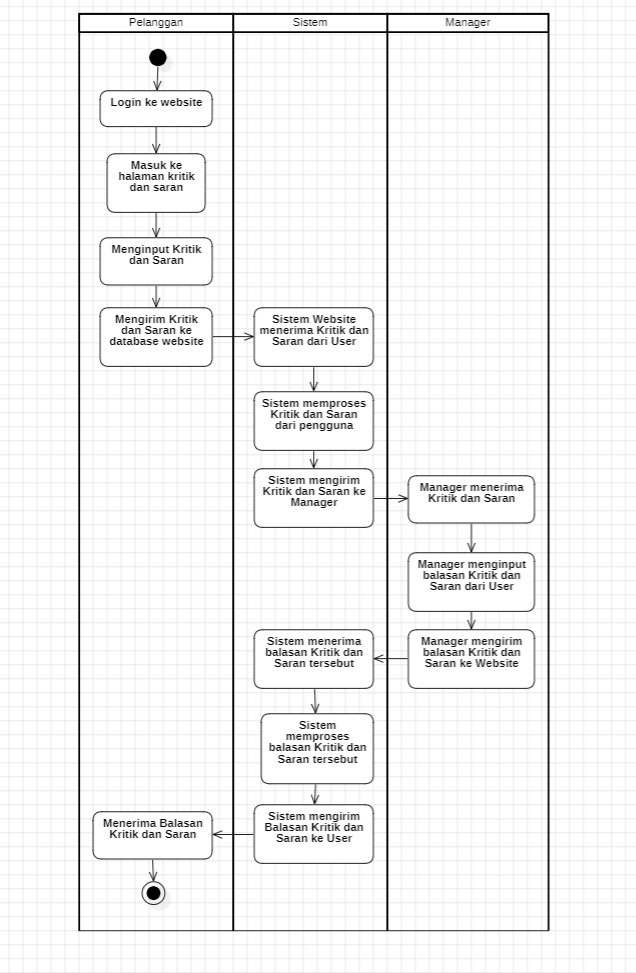 Pelanggan
Sistem
Manager
Login ke website
Masuk ke
halaman kritik
dan saran
Menginput Kritik
dan Saran
Mengirim Kritik
dan Saran ke
database website
Sistem Website
menerima Kritik dan
Saran dari User
Sistem memproses
Kritik dan Saran
dari pengguna
Sistem mengirim
Kritik dan Saran ke
Manager
Manager menerima
Kritik dan Saran
Manager menginput
balasan Kritik dan
Saran dari User
Manager mengirim
balasan Kritik dan
Saran ke Website
Sistem menerima
balasan Kritik dan
Saran tersebut
Sistem
memproses
balasan Kritik dan
Saran tersebut
Sistem mengirim
Balasan Kritik dan
Saran ke User
Menerima Balasan
Kritik dan Saran